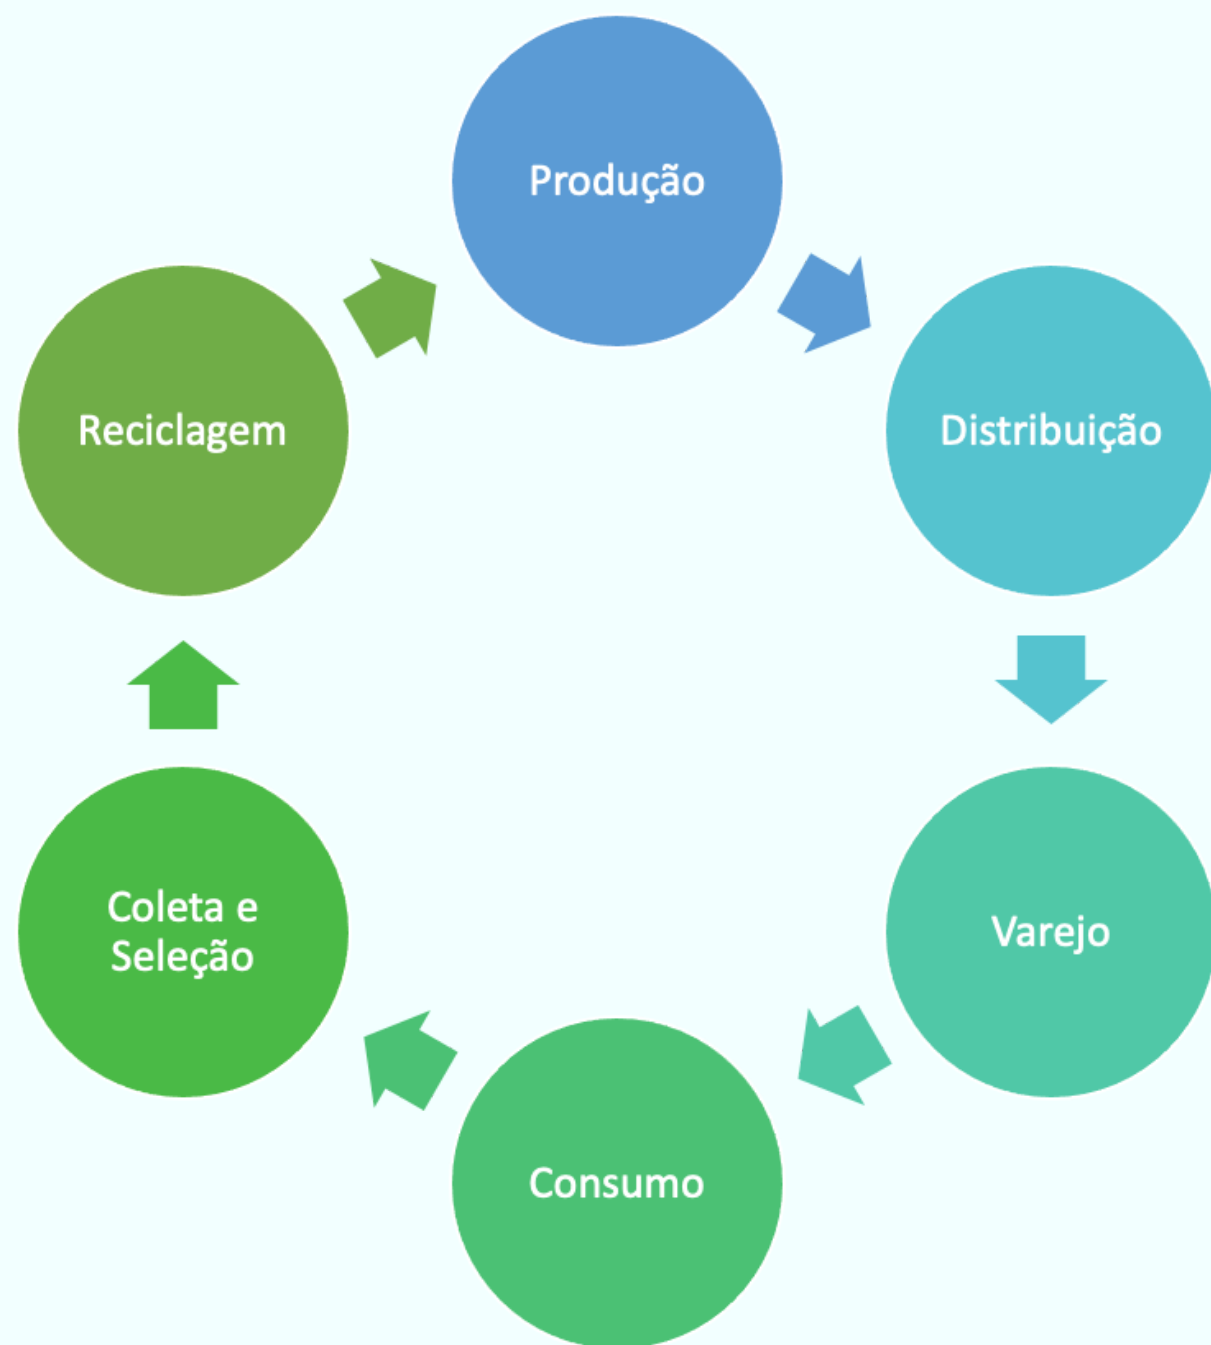 Produção
Distribuição
Varejo
Consumo
Coleta e
Seleção
Reciclagem